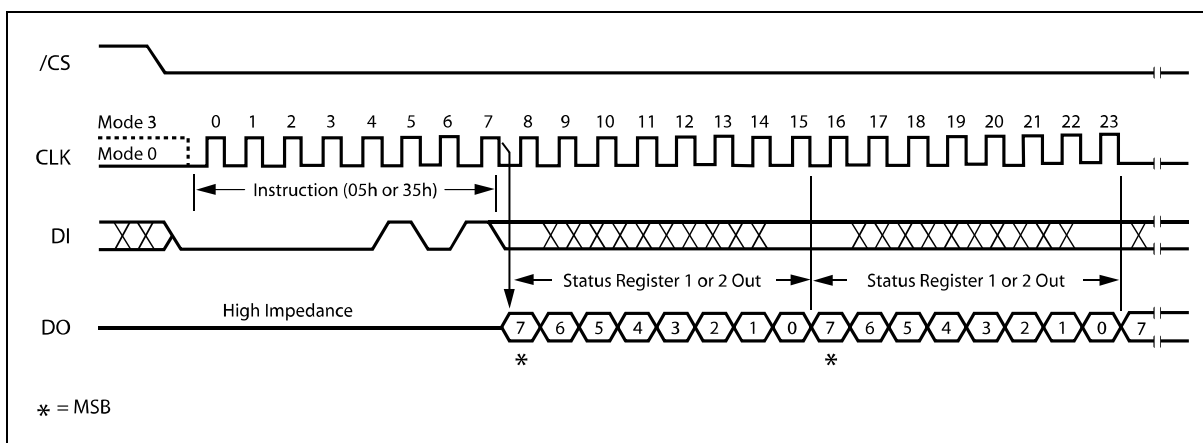 /CS
Mode 3
0 1 2 3 4 5 6 7 8 9 10 11 12 13 14 15 16 17 18 19 20 21 22 23
CLK
Mode 0
Instruction (05h or 35h)
DI
Status Register 1 or 2 Out
Status Register 1 or 2 Out
High Impedance
DO
7 6 5 4 3 2 1 0 7 6 5 4 3 2 1 0 7
* *
* = MSB